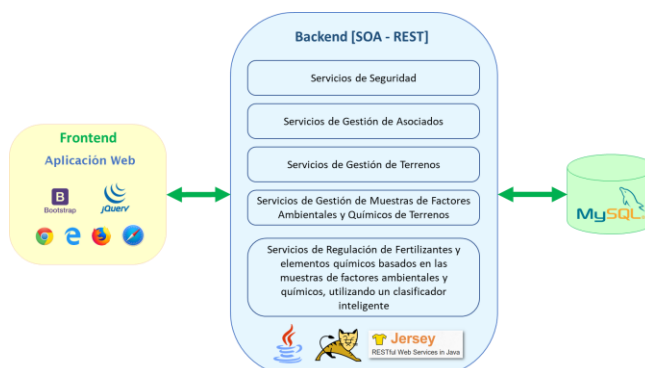 Backend [SOA - REST]
Servicios de Seguridad
Servicios de Gestión de Asociados
Servicios de Gestión de Terrenos
Servicios de Gestión de Muestras de Factores
Ambientales y Químicos de Terrenos
Servicios de Regulación de Fertilizantes y
elementos químicos basados en las
muestras de factores ambientales y
químicos, utilizando un clasificador
inteligente
Jersey
RESTful Web Services in Java
Frontend
Aplicación Web
B
Bootstrap
jQuery
MySQL